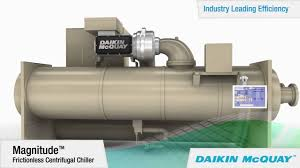 Industry Leading Efficiency
DAIKIN
McQUAY
Magnitude™
Frictionless Centrifugal Chiller
DAIKIN McQUAY